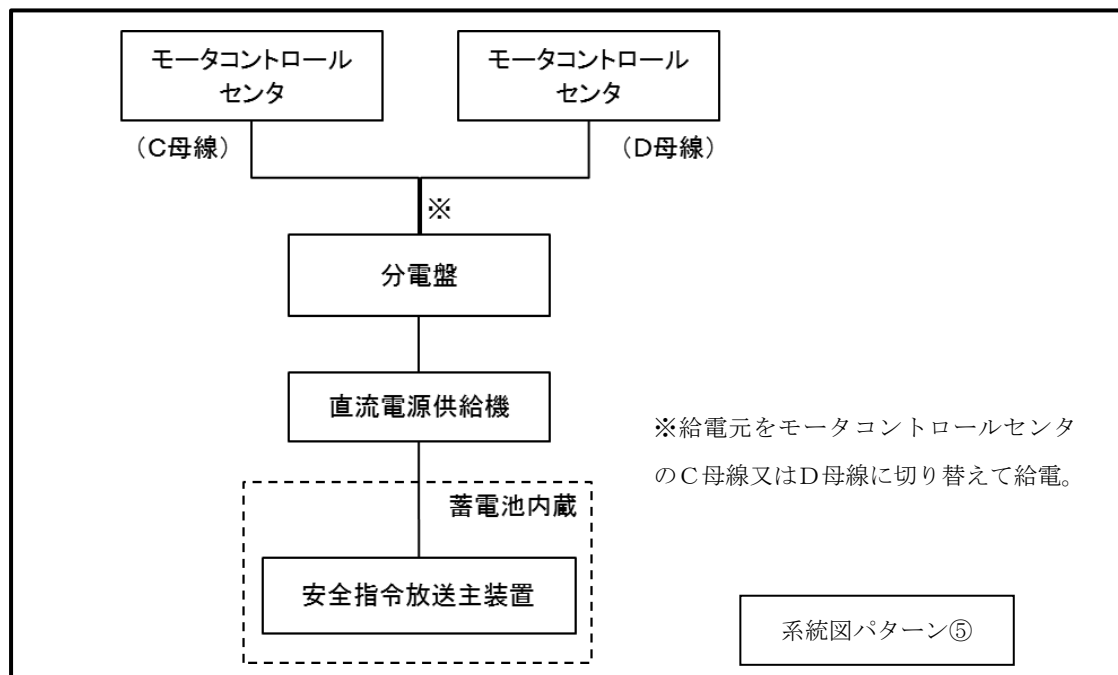 モータコントロール
センタ
モータコントロール
センタ
（C母線）
（D母線）
※
分電盤
直流電源供給機
※給電元をモータコントロールセンタ
のＣ母線又はＤ母線に切り替えて給電。
蓄電池内蔵
安全指令放送主装置
系統図パターン⑤